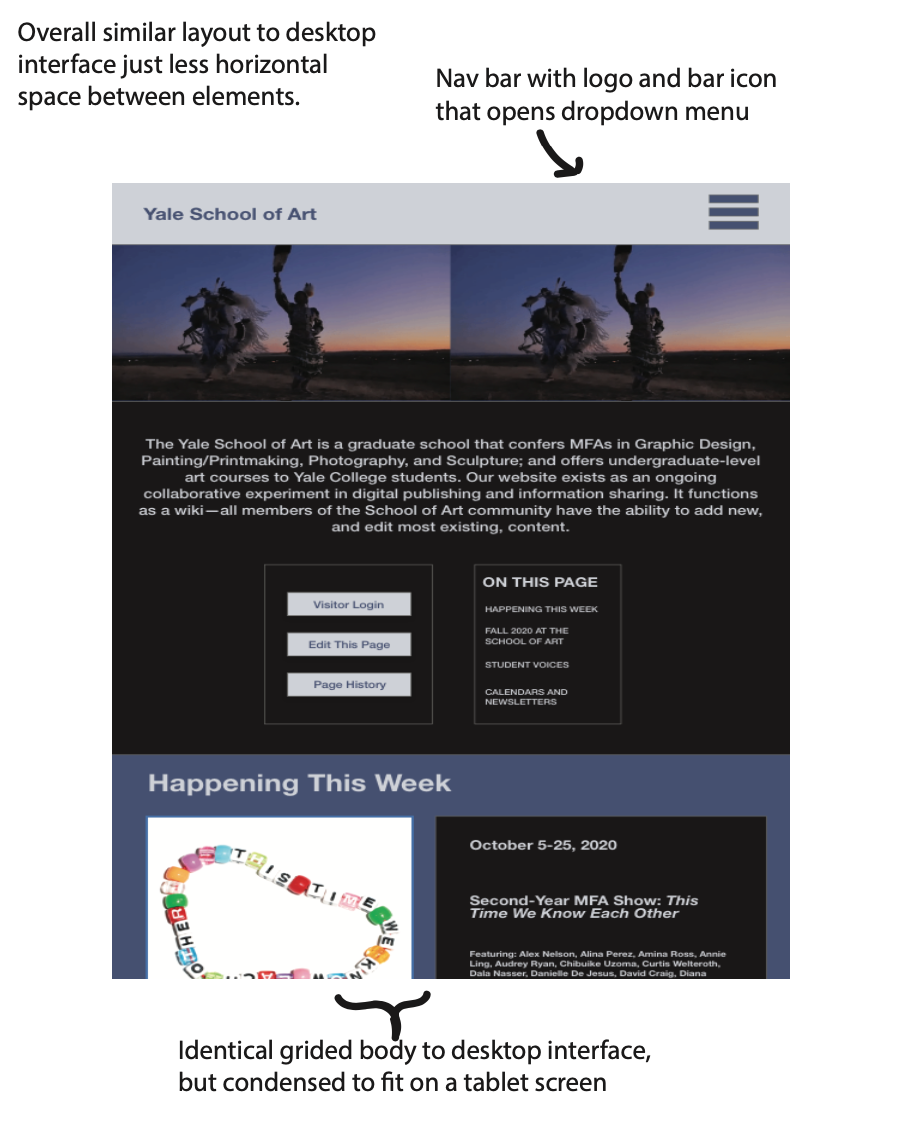 Overall similar layout to desktop
interface just less horizontal
space between elements.
Nav bar with logo and bar icon
that opens dropdown menu
Yale School of Art
The Yale School of Art is a graduate school that confers MFAs in Graphic Design,
Painting/Printmaking, Photography, and Sculpture; and offers undergraduate-level
art courses to Yale College students. Our website exists as an ongoing
collaborative experiment in digital publishing and information sharing. It functions
as a wiki—all members of the School of Art community have the ability to add new,
and edit most existing, content.
Visitor Login
Edit This Page
Page History
ON THIS PAGE
HAPPENING THIS WEEK
FALL 2020 AT THE
SCHOOL OF ART
STUDENT VOICES
CALENDARS AND
NEWSLETTERS
Happening This Week
THIS TIME WE KN
OTHER
October 5-25, 2020
Second-Year MFA Show: This
Time We Know Each Other
Featuring: Alex Nelson, Alina Perez, Amina Ross, Annie
Ling, Audrey Ryan, Chibuike Uzoma, Curtis Welteroth,
Dala Nasser, Danielle De Jesus, David Craig, Diana
Identical grided body to desktop interface,
but condensed to fit on a tablet screen